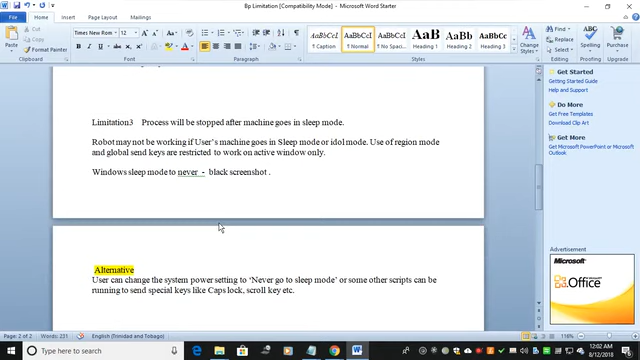 Bp Limitation [Compatibility Mode] - Microsoft Word Starter
File Home Insert Page Layout Mailings
Paste
Cut
Copy
Format Painter
Clipboard
Times New Rom 12
Font
Paragraph
AaBbCcI AaBbCcI AaBbCcI AaB AaBbCc AaBbCc
¶ Caption ¶ Normal ¶ No Spaci... Heading 1 Heading 2 Heading 3
Change Styles
Styles
Find
Replace
Select
Editing
Spelling
Proofing
Purchase
Office
Limitation3 Process will be stopped after machine goes in sleep mode.
Robot may not be working if User's machine goes in Sleep mode or idol mode. Use of region mode
and global send keys are restricted to work on active window only.
Windows sleep mode to never - black screenshot .
Alternative
User can change the system power setting to 'Never go to sleep mode' or some other scripts can be
running to send special keys like Caps lock, scroll key etc.
Get Started
Getting Started Guide
Do More
Get Free Templates
Download Clip Art
Get More
Get Microsoft PowerPoint or Microsoft
Outlook
Advertisement
Microsoft
Office
Page: 2 of 2 Words: 231 English (Trinidad and Tobago) 116%
Type here to search
12:02 AM
8/12/2018